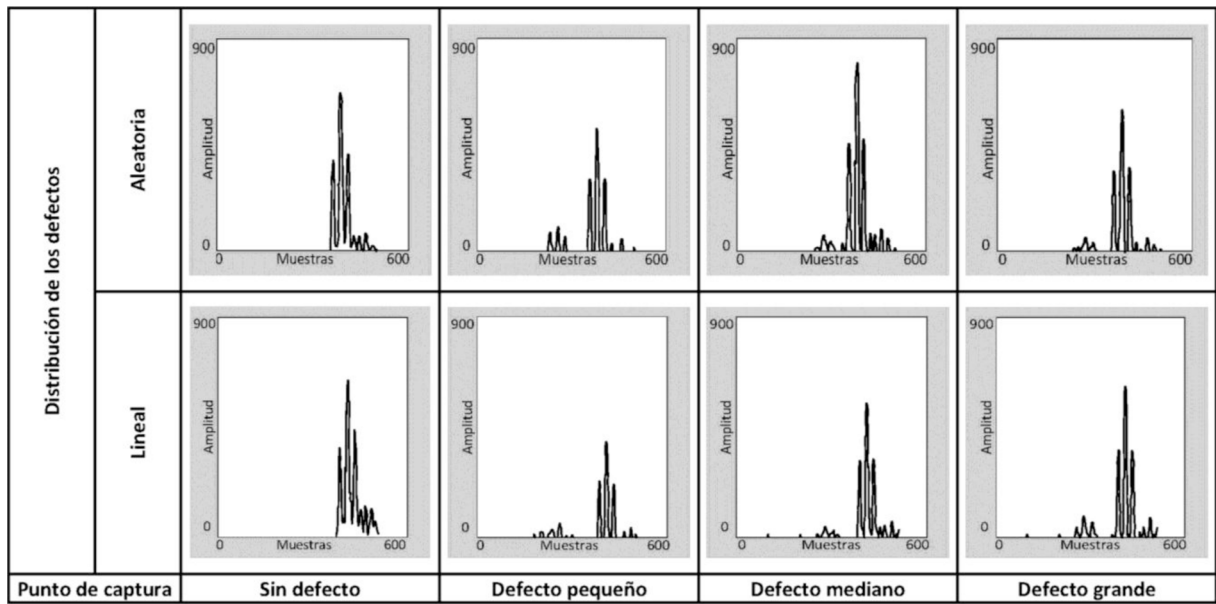 Distribución de los defectos
Aleatoria
900
Amplitud
0
0 Muestras 600
900
Amplitud
0
0 Muestras 600
900
Amplitud
0
0 Muestras 600
900
Amplitud
0
0 Muestras 600
Lineal
900
Amplitud
0
0 Muestras 600
900
Amplitud
0
0 Muestras 600
900
Amplitud
0
0 Muestras 600
900
Amplitud
0
0 Muestras 600
Punto de captura Sin defecto Defecto pequeño Defecto mediano Defecto grande